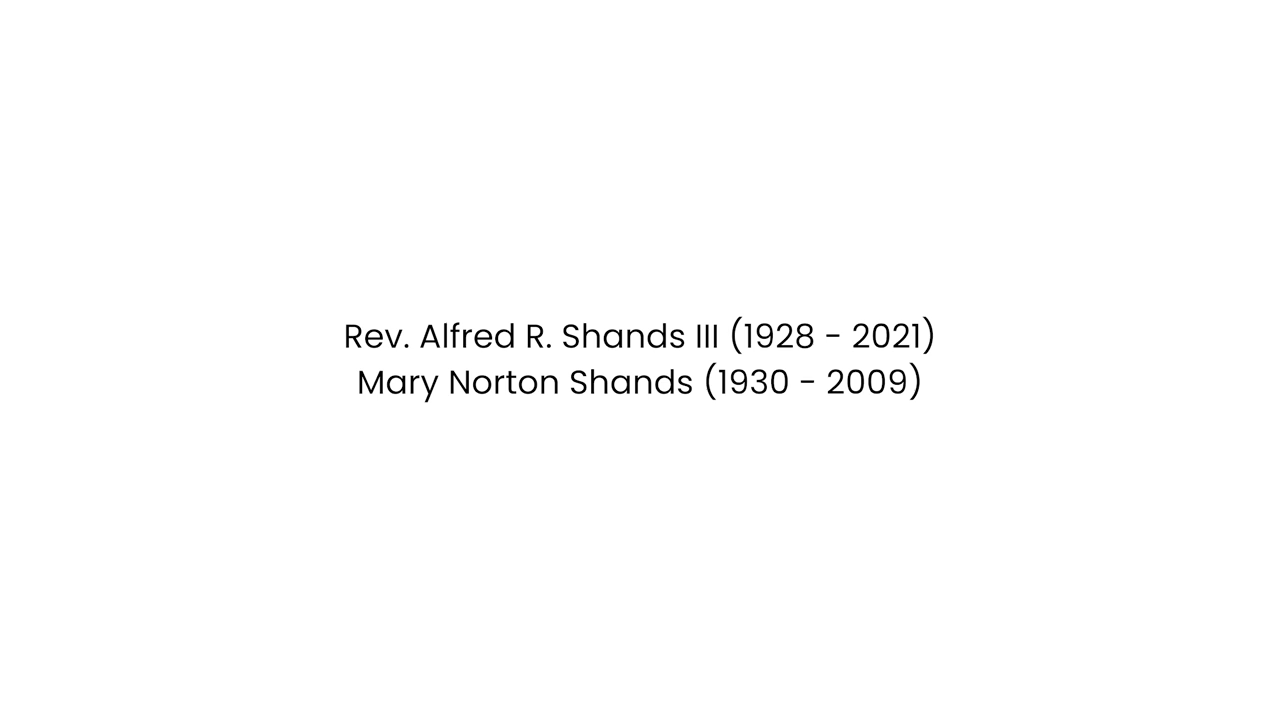 Rev. Alfred R. Shands III (1928 - 2021)
Mary Norton Shands (1930 - 2009)